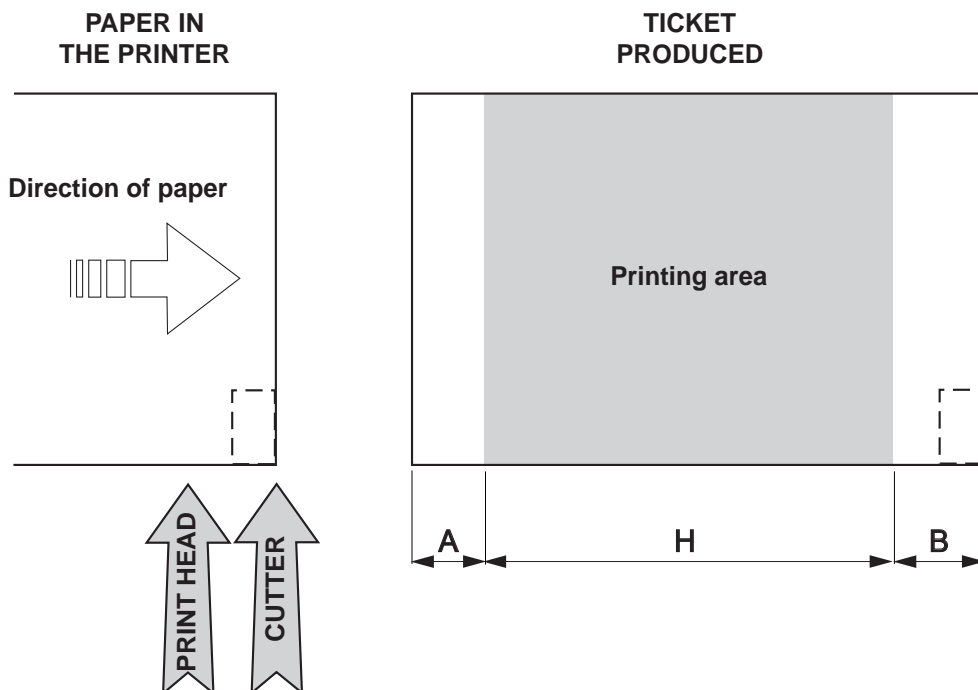 PAPER IN
THE PRINTER
TICKET
PRODUCED
Direction of paper
Printing area
PRINT HEAD
CUTTER
A
H
B